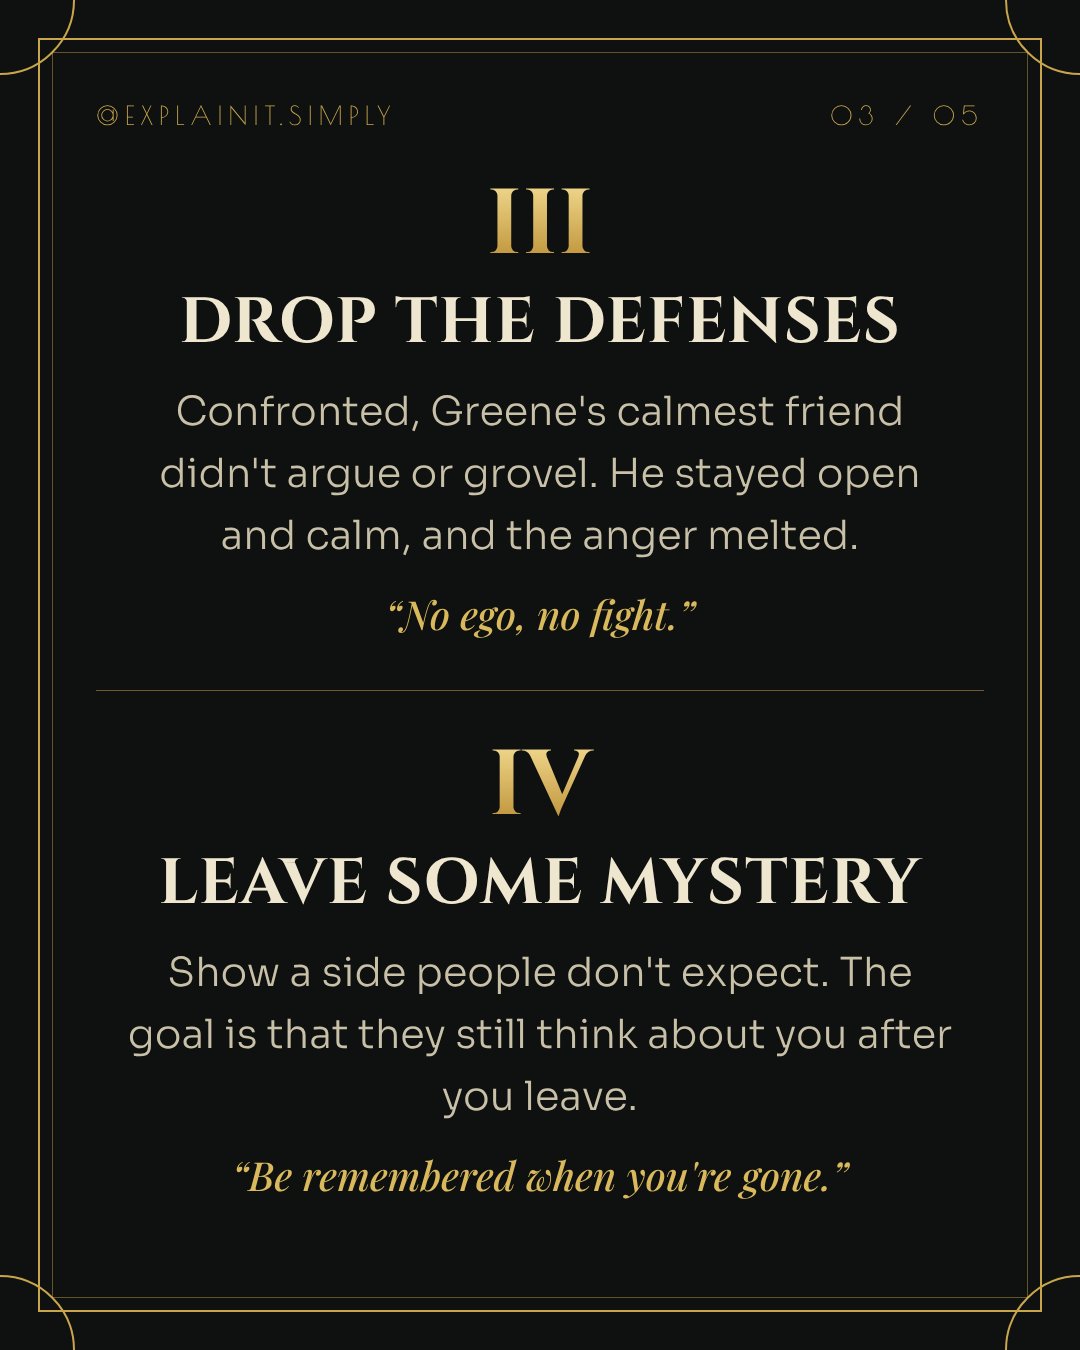 @EXPLAINIT.SIMPLY
03 / 05
III
DROP THE DEFENSES
Confronted, Greene's calmest friend
didn't argue or grovel. He stayed open
and calm, and the anger melted.
“No ego, no fight.”
IV
LEAVE SOME MYSTERY
Show a side people don't expect. The
goal is that they still think about you after
you leave.
“Be remembered when you're gone.”